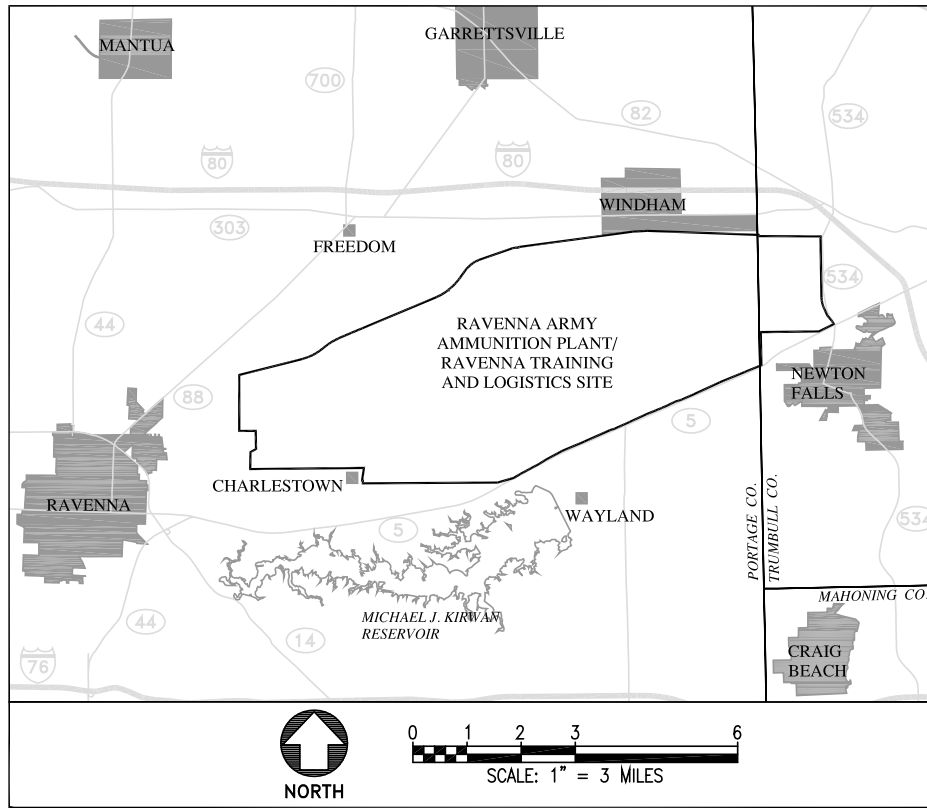 GARRETTSVILLE
MANTUA
700
82
534
80
80
WINDHAM
303
FREEDOM
534
44
RAVENNA ARMY
AMMUNITION PLANT/
RAVENNA TRAINING
AND LOGISTICS SITE
NEWTON
FALLS
88
5
CHARLESTOWN
RAVENNA
WAYLAND
5
PORTAGE CO.
TRUMBULL CO.
534
MAHONING CO.
MICHAEL J. KIRWAN
RESERVOIR
44
14
76
CRAIG
BEACH
0 1 2 3 6
SCALE: 1" = 3 MILES
NORTH